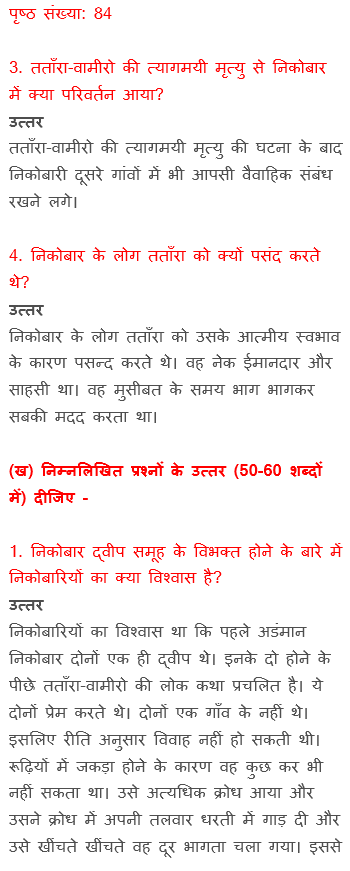 पृष्ठ संख्या: 84
3. तताँरा-वामीरो की त्यागमयी मृत्यु से निकोबार
में क्या परिवर्तन आया?
उत्तर
तताँरा-वामीरो की त्यागमयी मृत्यु की घटना के बाद
निकोबारी दूसरे गांवों में भी आपसी वैवाहिक संबंध
रखने लगे।
4. निकोबार के लोग तताँरा को क्यों पसंद करते
थे?
उत्तर
निकोबार के लोग तताँरा को उसके आत्मीय स्वभाव
के कारण पसन्द करते थे। वह नेक ईमानदार और
साहसी था। वह मुसीबत के समय भाग भागकर
सबकी मदद करता था।
(ख) निम्नलिखित प्रश्नों के उत्तर (50-60 शब्दों
में) दीजिए -
1. निकोबार द्वीप समूह के विभक्त होने के बारे में
निकोबारियों का क्या विश्वास है?
उत्तर
निकोबारियों का विश्वास था कि पहले अडंमान
निकोबार दोनों एक ही द्वीप थे। इनके दो होने के
पीछे तताँरा-वामीरो की लोक कथा प्रचलित है। ये
दोनों प्रेम करते थे। दोनों एक गाँव के नहीं थे।
इसलिए रीति अनुसार विवाह नहीं हो सकती थी।
रूढ़ियों में जकड़ा होने के कारण वह कुछ कर भी
नहीं सकता था। उसे अत्यधिक क्रोध आया और
उसने क्रोध में अपनी तलवार धरती में गाड़ दी और
उसे खींचते खींचते वह दूर भागता चला गया। इससे